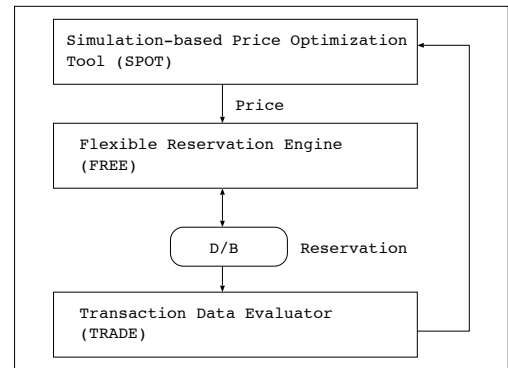 Simulation-based Price Optimization
Tool (SPOT)
Price
Flexible Reservation Engine
(FREE)
D/B
Reservation
Transaction Data Evaluator
(TRADE)